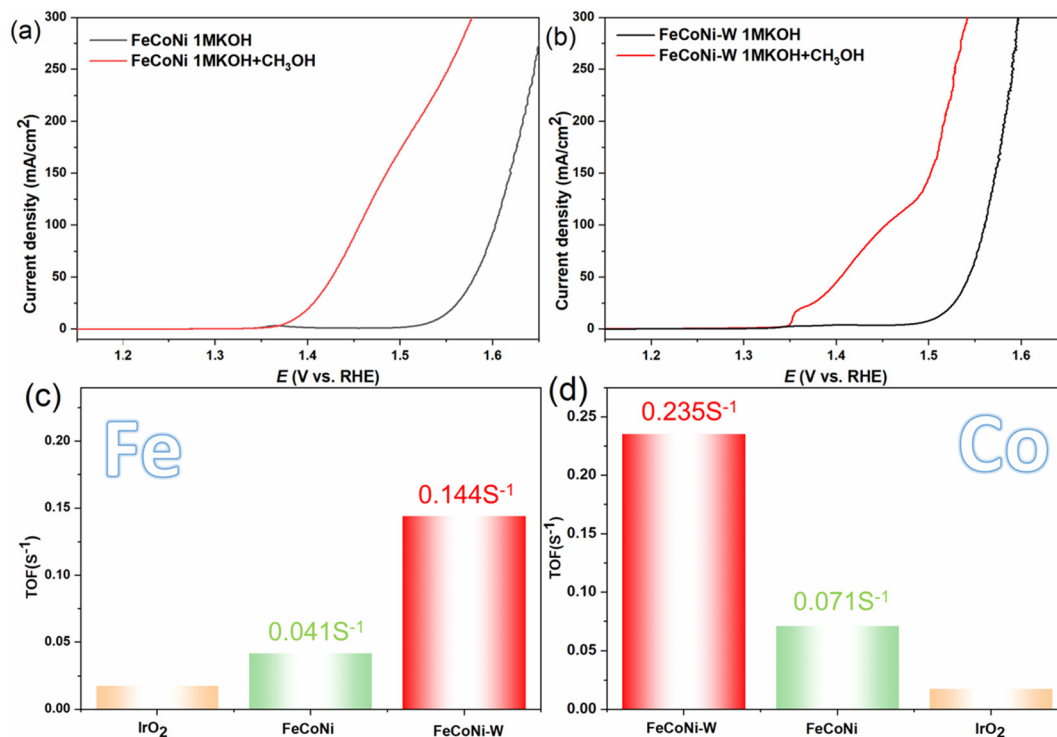 (a)
FeCoNi 1MKOH
FeCoNi 1MKOH+CH₃OH
Current density (mA/cm²)
300
250
200
150
100
50
0
1.2 1.3 1.4 1.5 1.6
E (V vs. RHE)
(b)
FeCoNi-W 1MKOH
FeCoNi-W 1MKOH+CH₃OH
Current density (mA/cm²)
300
250
200
150
100
50
0
1.2 1.3 1.4 1.5 1.6
E (V vs. RHE)
(c)
Fe
TOF(s⁻¹)
0.20
0.15
0.10
0.05
0.00
0.041S⁻¹
0.144S⁻¹
IrO₂ FeCoNi FeCoNi-W
(d)
Co
TOF(s⁻¹)
0.25
0.20
0.15
0.10
0.05
0.00
0.235S⁻¹
0.071S⁻¹
FeCoNi-W FeCoNi IrO₂